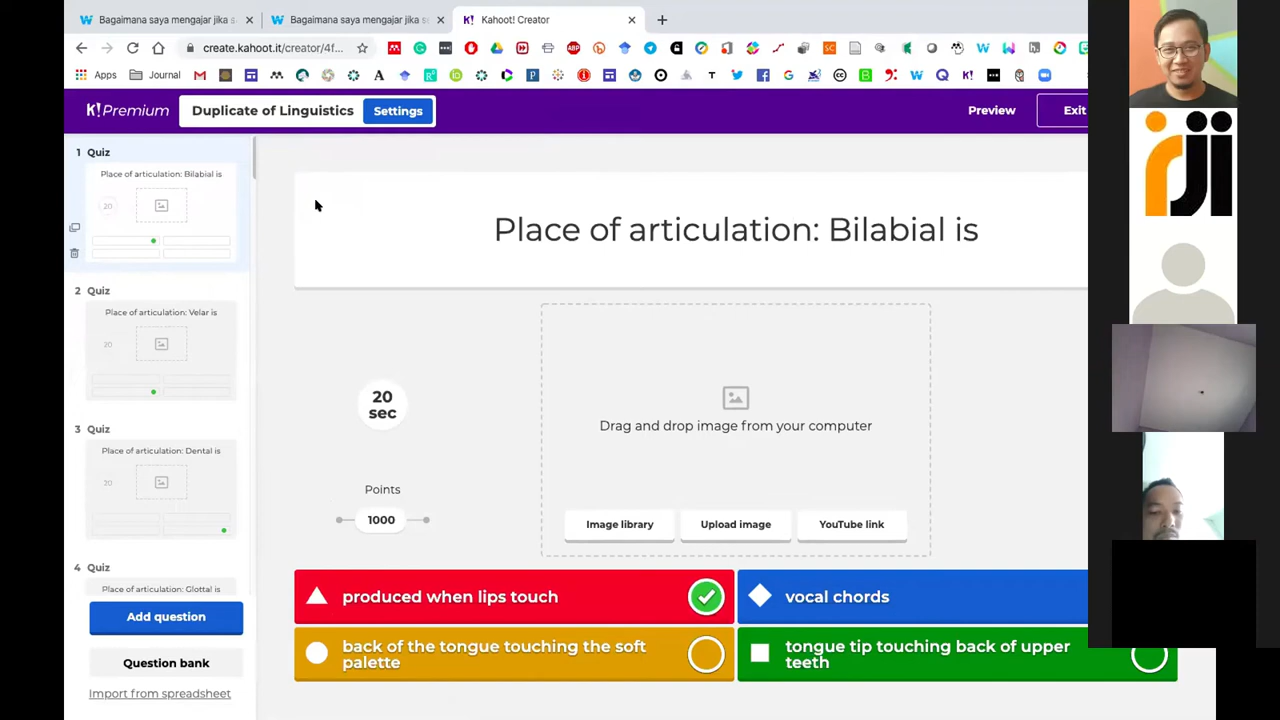 Bagaimana saya mengajar jika s
Bagaimana saya mengajar jika se
Kahoot! Creator
create.kahoot.it/creator/4f...
Apps
Journal
K! Premium
Duplicate of Linguistics
Settings
Preview
Exit
1 Quiz
Place of articulation: Bilabial is
20
2 Quiz
Place of articulation: Velar is
20
3 Quiz
Place of articulation: Dental is
20
4 Quiz
Place of articulation: Glottal is
Add question
Question bank
Import from spreadsheet
Place of articulation: Bilabial is
20
sec
Points
1000
Drag and drop image from your computer
Image library
Upload image
YouTube link
produced when lips touch
vocal chords
back of the tongue touching the soft
palette
tongue tip touching back of upper
teeth
rji